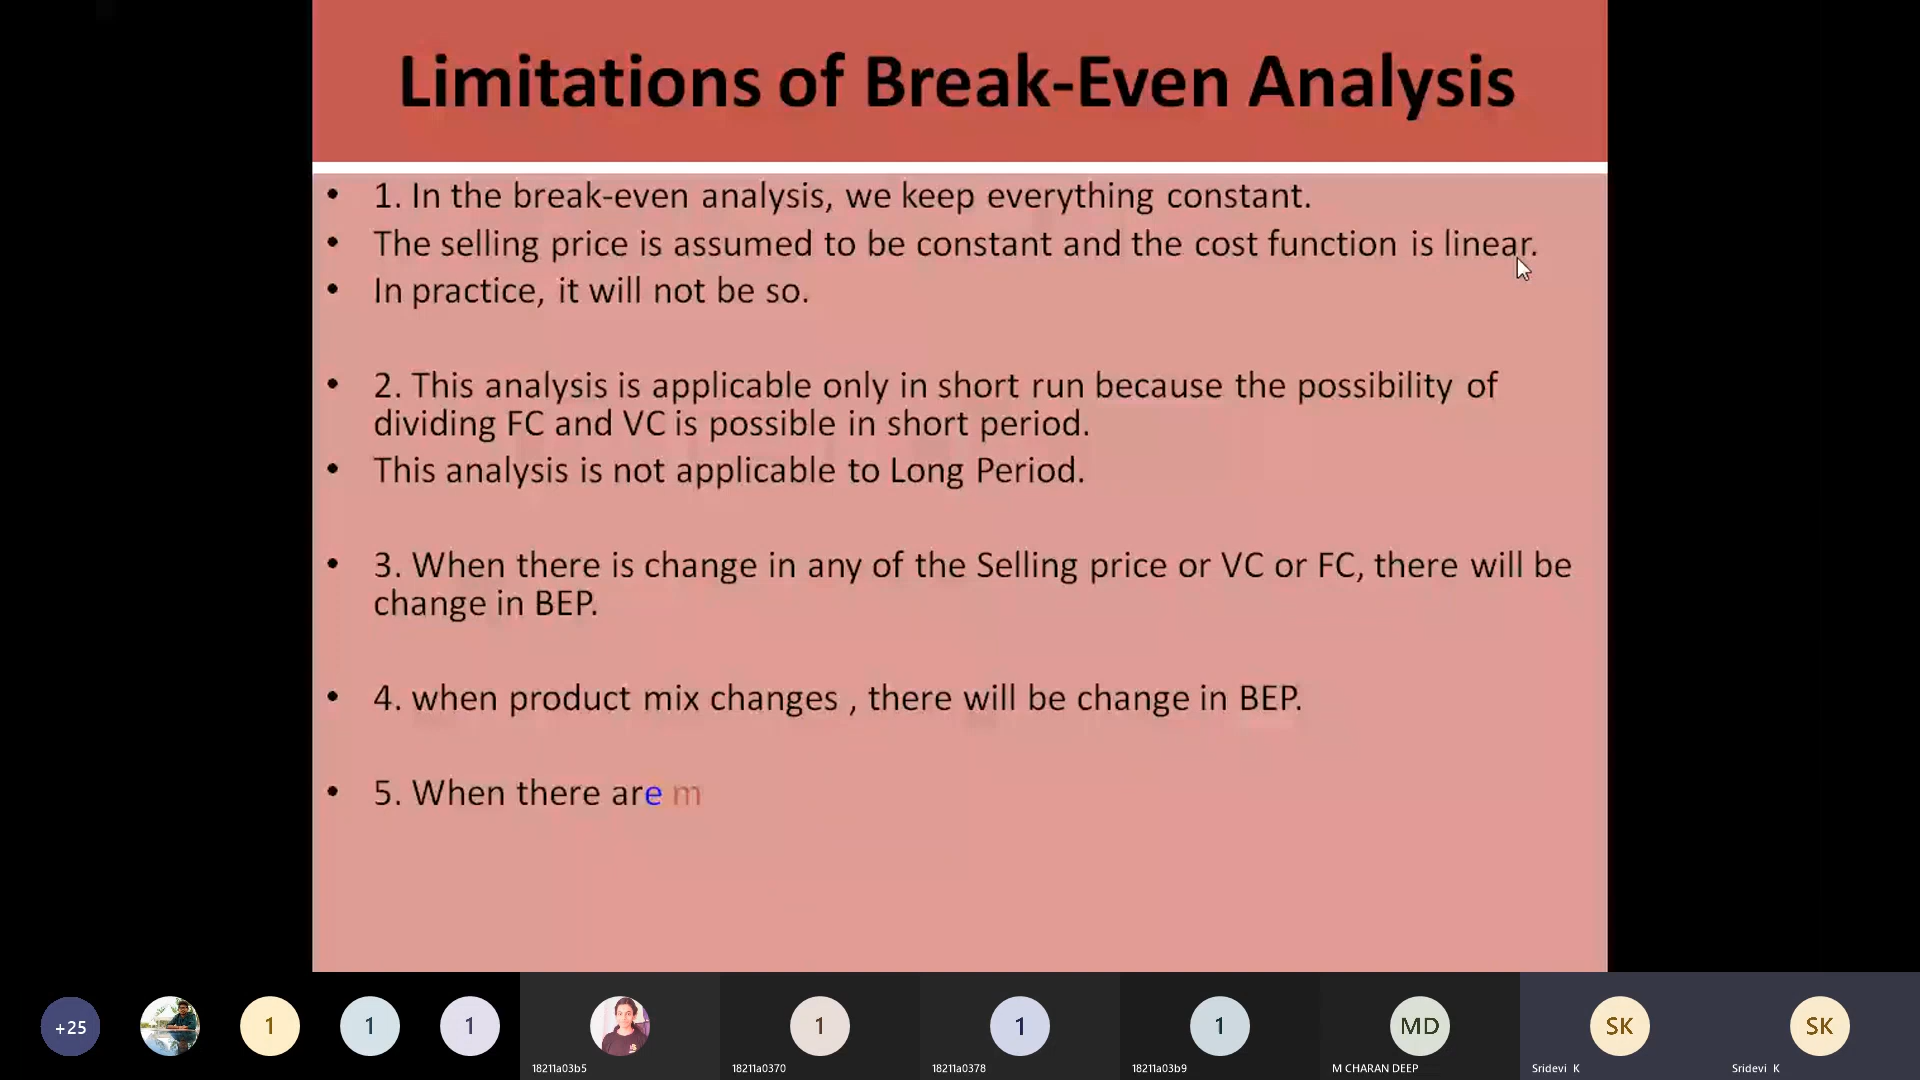 Limitations of Break-Even Analysis
• 1. In the break-even analysis, we keep everything constant.
• The selling price is assumed to be constant and the cost function is linear.
• In practice, it will not be so.
• 2. This analysis is applicable only in short run because the possibility of
dividing FC and VC is possible in short period.
• This analysis is not applicable to Long Period.
• 3. When there is change in any of the Selling price or VC or FC, there will be
change in BEP.
• 4. when product mix changes , there will be change in BEP.
• 5. When there are m
+25
1
1
1
1
1
1
MD
SK
SK
18211a03b5
18211a0370
18211a0378
18211a03b9
M CHARAN DEEP
Sridevi K
Sridevi K